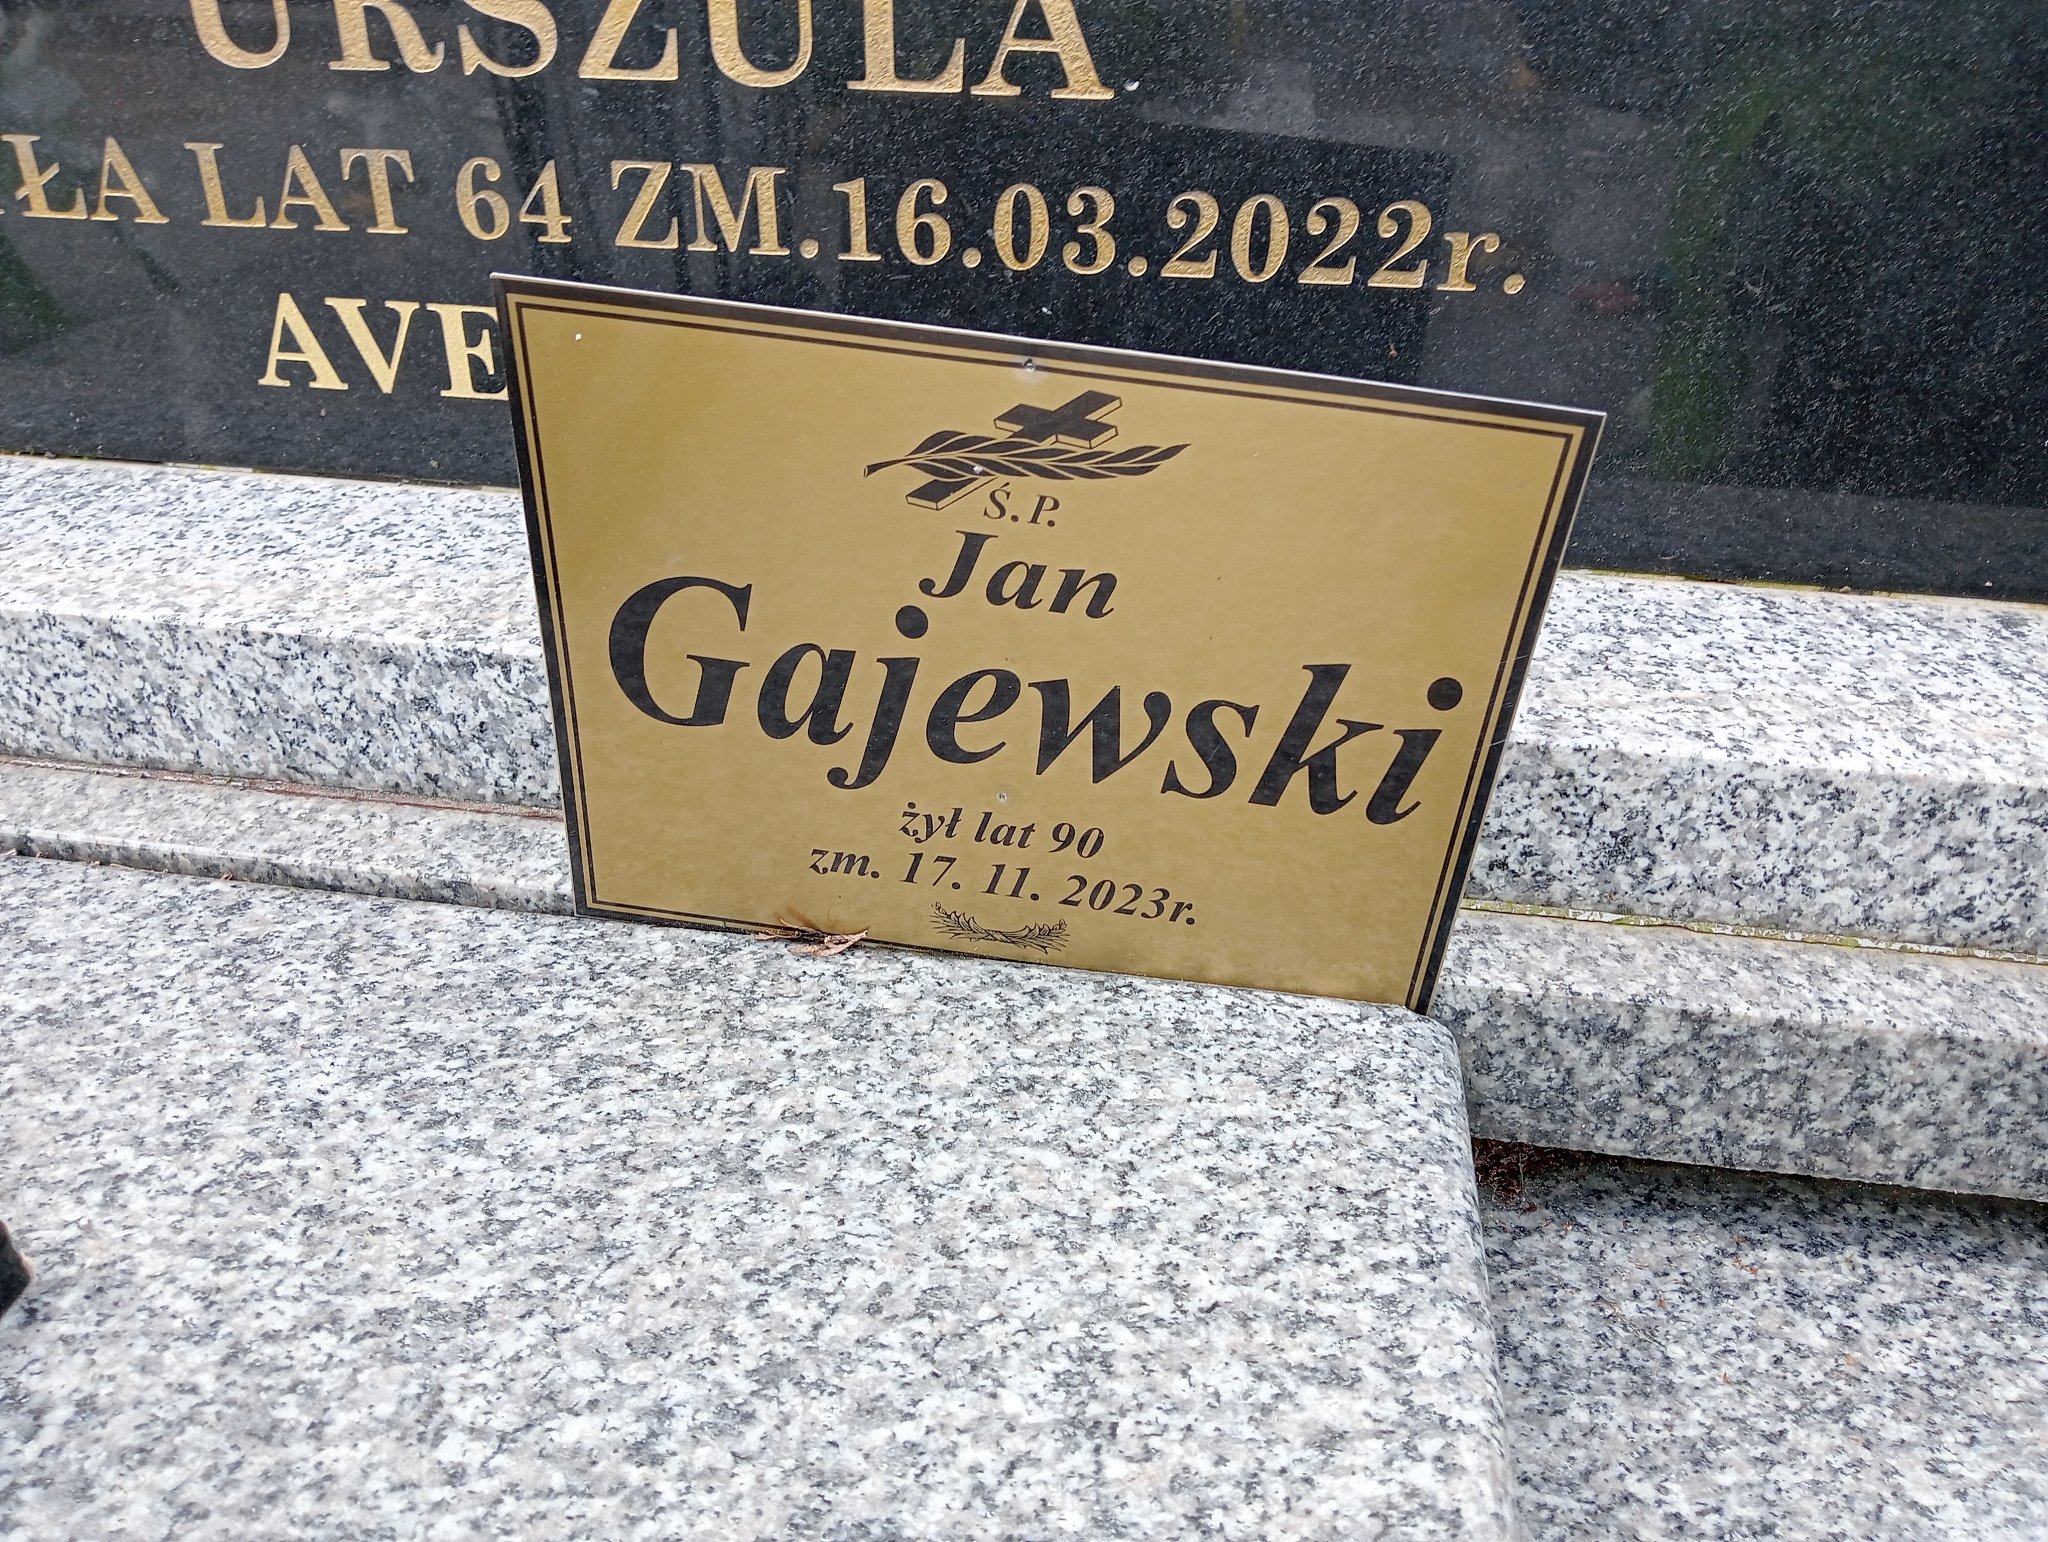 URSZULA
ŁA LAT 64 ZM.16.03.2022r.
AVE
Ś.P.
Jan
Gajewski
żył lat 90
zm. 17. 11. 2023r.